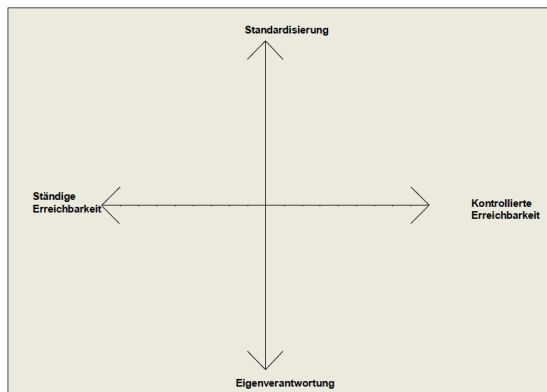 Standardisierung
Ständige
Erreichbarkeit
Kontrollierte
Erreichbarkeit
Eigenverantwortung